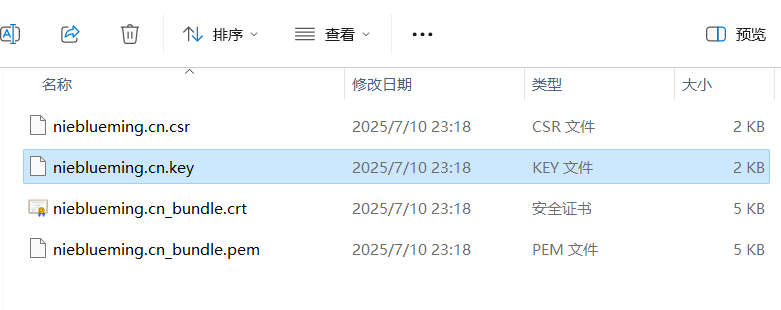 排序 查看 ••• 预览
名称 修改日期 类型 大小
nieblueming.cn.csr 2025/7/10 23:18 CSR 文件 2 KB
nieblueming.cn.key 2025/7/10 23:18 KEY 文件 2 KB
nieblueming.cn_bundle.crt 2025/7/10 23:18 安全证书 5 KB
nieblueming.cn_bundle.pem 2025/7/10 23:18 PEM 文件 5 KB